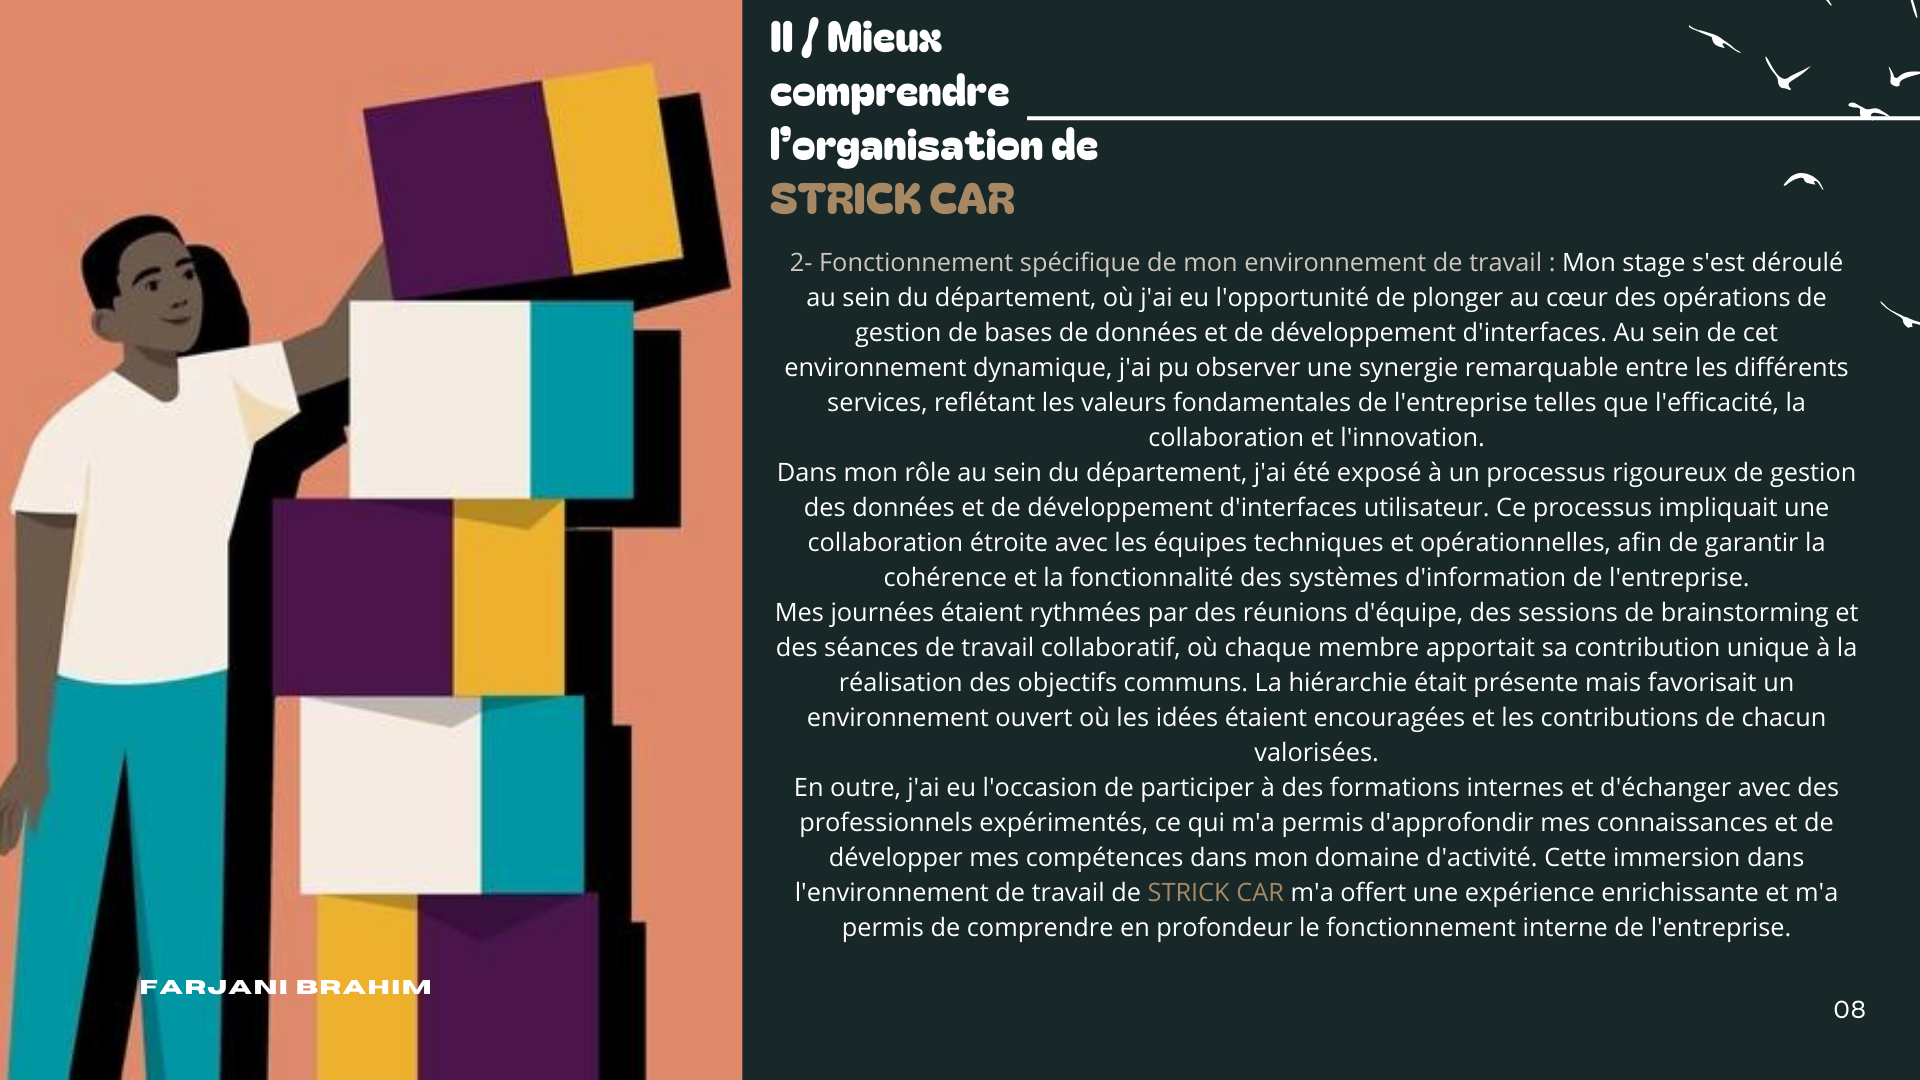 II / Mieux
comprendre
l'organisation de
STRICK CAR
2- Fonctionnement spécifique de mon environnement de travail : Mon stage s'est déroulé
au sein du département, où j'ai eu l'opportunité de plonger au cœur des opérations de
gestion de bases de données et de développement d'interfaces. Au sein de cet
environnement dynamique, j'ai pu observer une synergie remarquable entre les différents
services, reflétant les valeurs fondamentales de l'entreprise telles que l'efficacité, la
collaboration et l'innovation.
Dans mon rôle au sein du département, j'ai été exposé à un processus rigoureux de gestion
des données et de développement d'interfaces utilisateur. Ce processus impliquait une
collaboration étroite avec les équipes techniques et opérationnelles, afin de garantir la
cohérence et la fonctionnalité des systèmes d'information de l'entreprise.
Mes journées étaient rythmées par des réunions d'équipe, des sessions de brainstorming et
des séances de travail collaboratif, où chaque membre apportait sa contribution unique à la
réalisation des objectifs communs. La hiérarchie était présente mais favorisait un
environnement ouvert où les idées étaient encouragées et les contributions de chacun
valorisées.
En outre, j'ai eu l'occasion de participer à des formations internes et d'échanger avec des
professionnels expérimentés, ce qui m'a permis d'approfondir mes connaissances et de
développer mes compétences dans mon domaine d'activité. Cette immersion dans
l'environnement de travail de STRICK CAR m'a offert une expérience enrichissante et m'a
permis de comprendre en profondeur le fonctionnement interne de l'entreprise.
FARJANI BRAHIM
08